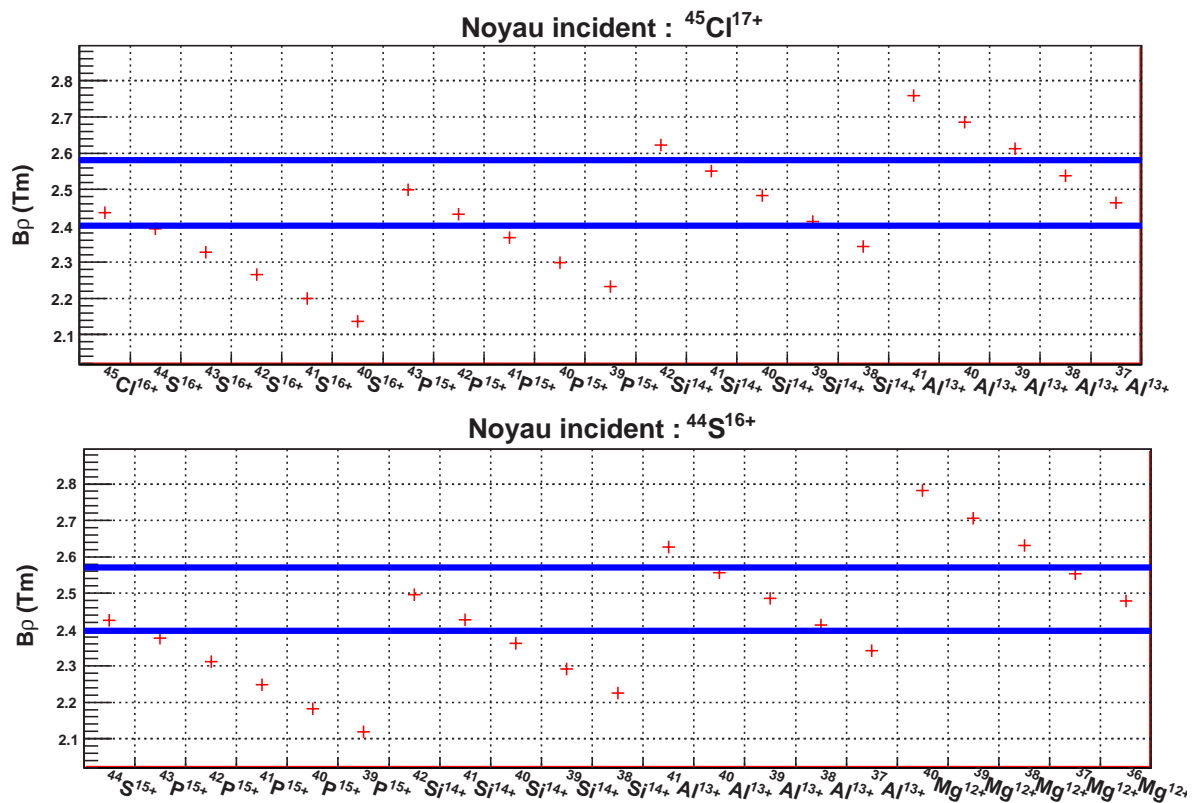 Noyau incident : ⁴⁵Cl¹⁷⁺
Bρ (Tm)
2.8
2.7
2.6
2.5
2.4
2.3
2.2
2.1
⁴⁵Cl¹⁶⁺ ⁴⁴S¹⁶⁺ ⁴³S¹⁶⁺ ⁴²S¹⁶⁺ ⁴¹S¹⁶⁺ ⁴⁰S¹⁶⁺ ⁴³P¹⁵⁺ ⁴²P¹⁵⁺ ⁴¹P¹⁵⁺ ⁴⁰P¹⁵⁺ ³⁹P¹⁵⁺ ⁴²Si¹⁴⁺ ⁴¹Si¹⁴⁺ ⁴⁰Si¹⁴⁺ ³⁹Si¹⁴⁺ ³⁸Si¹⁴⁺ ⁴¹Al¹³⁺ ⁴⁰Al¹³⁺ ³⁹Al¹³⁺ ³⁸Al¹³⁺ ³⁷Al¹³⁺
Noyau incident : ⁴⁴S¹⁶⁺
Bρ (Tm)
2.8
2.7
2.6
2.5
2.4
2.3
2.2
2.1
⁴⁴S¹⁵⁺ ⁴³P¹⁵⁺ ⁴²P¹⁵⁺ ⁴¹P¹⁵⁺ ⁴⁰P¹⁵⁺ ³⁹P¹⁵⁺ ⁴²Si¹⁴⁺ ⁴¹Si¹⁴⁺ ⁴⁰Si¹⁴⁺ ³⁹Si¹⁴⁺ ³⁸Si¹⁴⁺ ⁴¹Al¹³⁺ ⁴⁰Al¹³⁺ ³⁹Al¹³⁺ ³⁸Al¹³⁺ ³⁷Al¹³⁺ ⁴⁰Mg¹²⁺ ³⁹Mg¹²⁺ ³⁸Mg¹²⁺ ³⁷Mg¹²⁺ ³⁶Mg¹²⁺